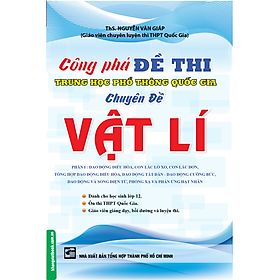 ThS. NGUYỄN VĂN GIÁP
(Giáo viên chuyên luyện thi THPT Quốc Gia)
Công phá ĐỀ THI
TRUNG HỌC PHỔ THÔNG QUỐC GIA
Chuyên Đề
VẬT LÍ
PHẦN I : DAO ĐỘNG ĐIỀU HÒA, CON LẮC LÒ XO, CON LẮC ĐƠN,
TỔNG HỢP DAO ĐỘNG ĐIỀU HÒA, DAO ĐỘNG TẮT DẦN - DAO ĐỘNG CƯỠNG BỨC,
DAO ĐỘNG VÀ SÓNG ĐIỆN TỪ, PHÓNG XẠ VÀ PHẢN ỨNG HẠT NHÂN
Dành cho học sinh lớp 12.
Ôn thi THPT Quốc Gia.
Giáo viên giảng dạy, bồi dưỡng và luyện thi.
NHÀ XUẤT BẢN TỔNG HỢP THÀNH PHỐ HỒ CHÍ MINH
khangvietbook.com.vn